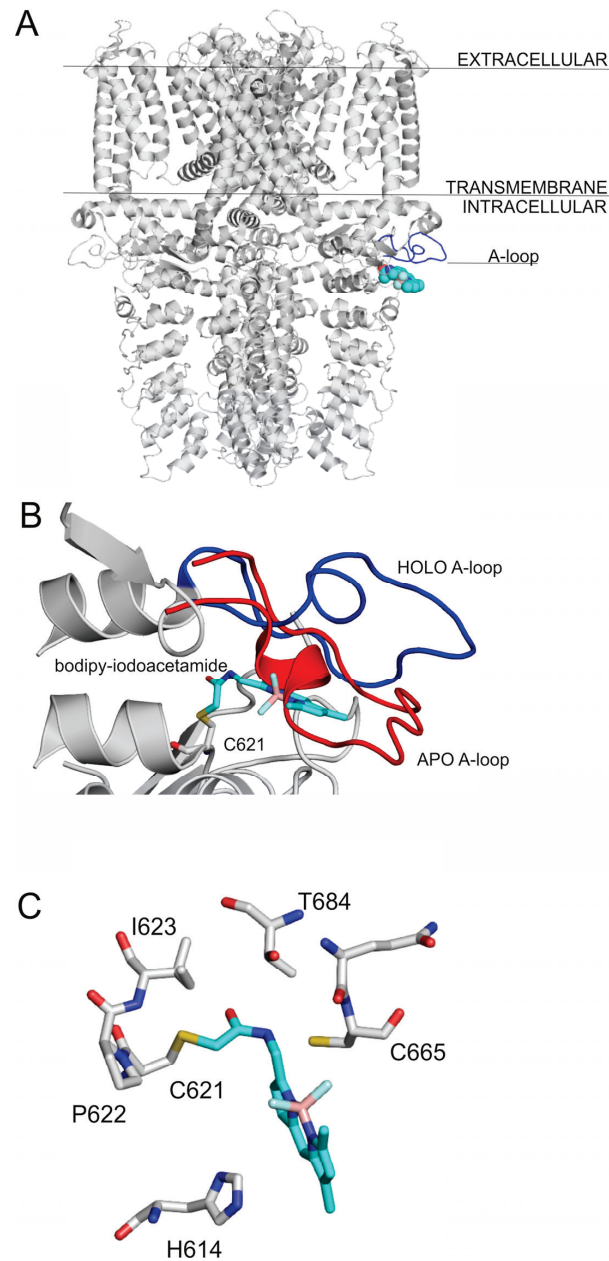 A
EXTRACELLULAR
TRANSMEMBRANE
INTRACELLULAR
A-loop
B
HOLO A-loop
bodipy-iodoacetamide
C621
APO A-loop
C
T684
I623
C665
C621
P622
H614